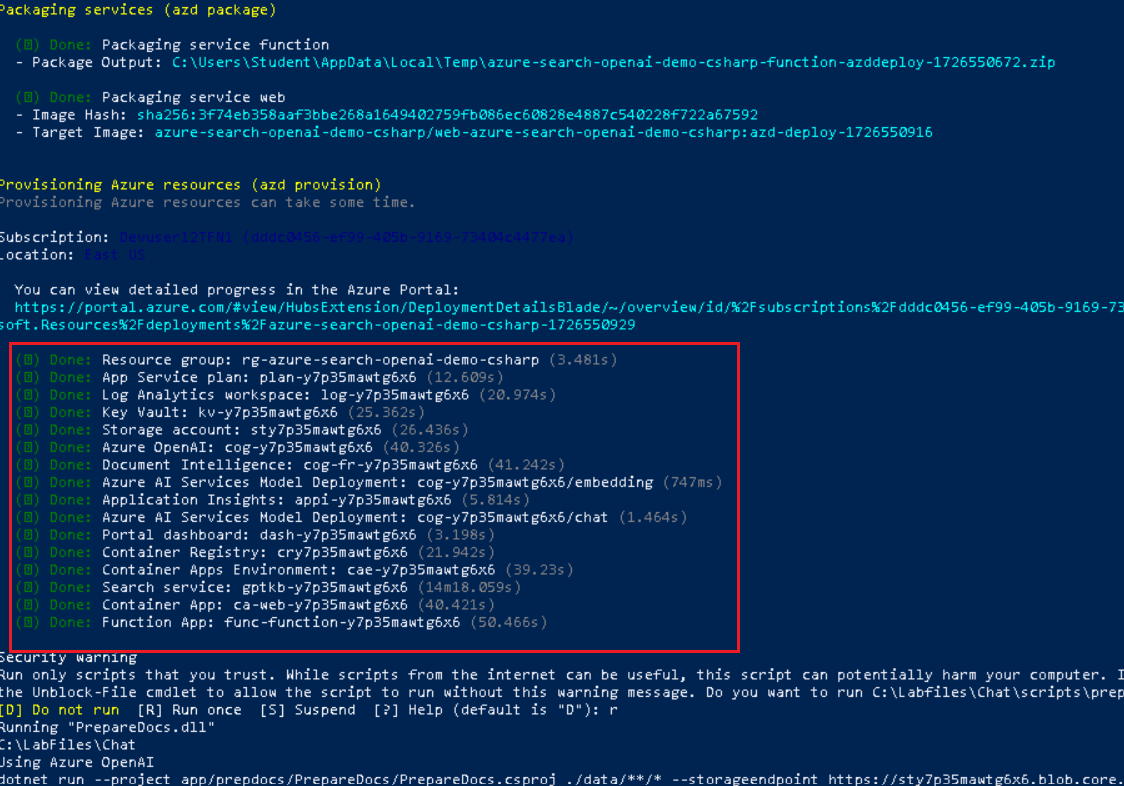 Packaging services (azd package)
(⍰) Done: Packaging service function
- Package Output: C:\Users\Student\AppData\Local\Temp\azure-search-openai-demo-csharp-function-azddeploy-1726550672.zip
(⍰) Done: Packaging service web
- Image Hash: sha256:3f74eb358aaf3bbe268a1649402759fb086ec60828e4887c540228f722a67592
- Target Image: azure-search-openai-demo-csharp/web-azure-search-openai-demo-csharp:azd-deploy-1726550916
Provisioning Azure resources (azd provision)
Provisioning Azure resources can take some time.
Subscription: Devuser12TFN1 (dddc0456-ef99-405b-9169-73404c4477ea)
Location: East US
You can view detailed progress in the Azure Portal:
https://portal.azure.com/#view/HubsExtension/DeploymentDetailsBlade/~/overview/id/%2Fsubscriptions%2Fdddc0456-ef99-405b-9169-73
soft.Resources%2Fdeployments%2Fazure-search-openai-demo-csharp-1726550929
(⍰) Done: Resource group: rg-azure-search-openai-demo-csharp (3.481s)
(⍰) Done: App Service plan: plan-y7p35mawtg6x6 (12.609s)
(⍰) Done: Log Analytics workspace: log-y7p35mawtg6x6 (20.974s)
(⍰) Done: Key Vault: kv-y7p35mawtg6x6 (25.362s)
(⍰) Done: Storage account: sty7p35mawtg6x6 (26.436s)
(⍰) Done: Azure OpenAI: cog-y7p35mawtg6x6 (40.326s)
(⍰) Done: Document Intelligence: cog-fr-y7p35mawtg6x6 (41.242s)
(⍰) Done: Azure AI Services Model Deployment: cog-y7p35mawtg6x6/embedding (747ms)
(⍰) Done: Application Insights: appi-y7p35mawtg6x6 (5.814s)
(⍰) Done: Azure AI Services Model Deployment: cog-y7p35mawtg6x6/chat (1.464s)
(⍰) Done: Portal dashboard: dash-y7p35mawtg6x6 (3.198s)
(⍰) Done: Container Registry: cry7p35mawtg6x6 (21.942s)
(⍰) Done: Container Apps Environment: cae-y7p35mawtg6x6 (39.23s)
(⍰) Done: Search service: gptkb-y7p35mawtg6x6 (14m18.059s)
(⍰) Done: Container App: ca-web-y7p35mawtg6x6 (40.421s)
(⍰) Done: Function App: func-function-y7p35mawtg6x6 (50.466s)
Security warning
Run only scripts that you trust. While scripts from the internet can be useful, this script can potentially harm your computer. I
the Unblock-File cmdlet to allow the script to run without this warning message. Do you want to run C:\Labfiles\Chat\scripts\prep
[D] Do not run [R] Run once [S] Suspend [?] Help (default is "D"): r
Running "PrepareDocs.dll"
C:\LabFiles\Chat
Using Azure OpenAI
dotnet run --project app/prepdocs/PrepareDocs/PrepareDocs.csproj ./data/**/* --storageendpoint https://sty7p35mawtg6x6.blob.core.